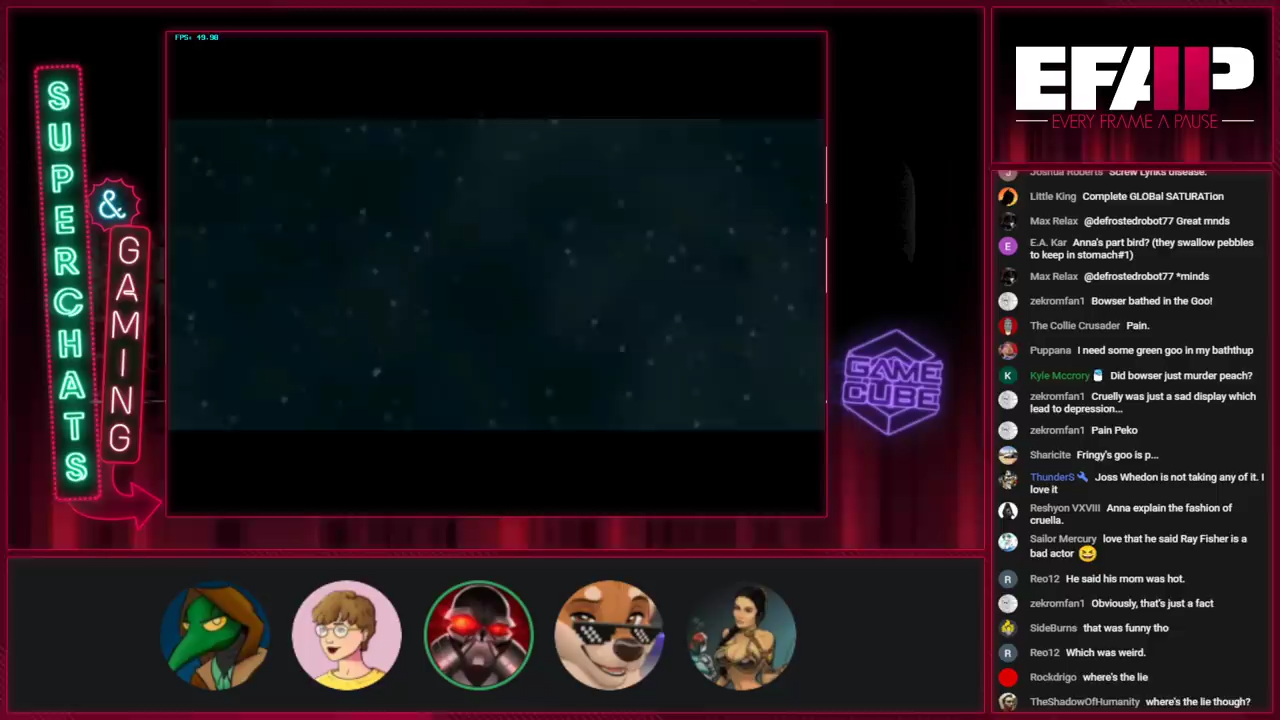 FPS: 49.90
SUPERCHATS
&
GAMING
GAME
CUBE
EFAP
EVERY FRAME A PAUSE
Joshua Roberts Screw Lynks disease.
Little King Complete GLOBal SATURATion
Max Relax @defrostedrobot77 Great mnds
E
E.A. Kar Anna's part bird? (they swallow pebbles
to keep in stomach#1)
Max Relax @defrostedrobot77 *minds
zekromfan1 Bowser bathed in the Goo!
The Collie Crusader Pain.
Puppana I need some green goo in my baththup
K
Kyle Mccrory Did bowser just murder peach?
zekromfan1 Cruelly was just a sad display which
lead to depression...
zekromfan1 Pain Peko
Sharicite Fringy's goo is p...
ThunderS Joss Whedon is not taking any of it. I
love it
Reshyon VXVIII Anna explain the fashion of
cruella.
Sailor Mercury love that he said Ray Fisher is a
bad actor
R
Reo12 He said his mom was hot.
zekromfan1 Obviously, that's just a fact
SideBurns that was funny tho
R
Reo12 Which was weird.
Rockdrigo where's the lie
TheShadowOfHumanity where's the lie though?